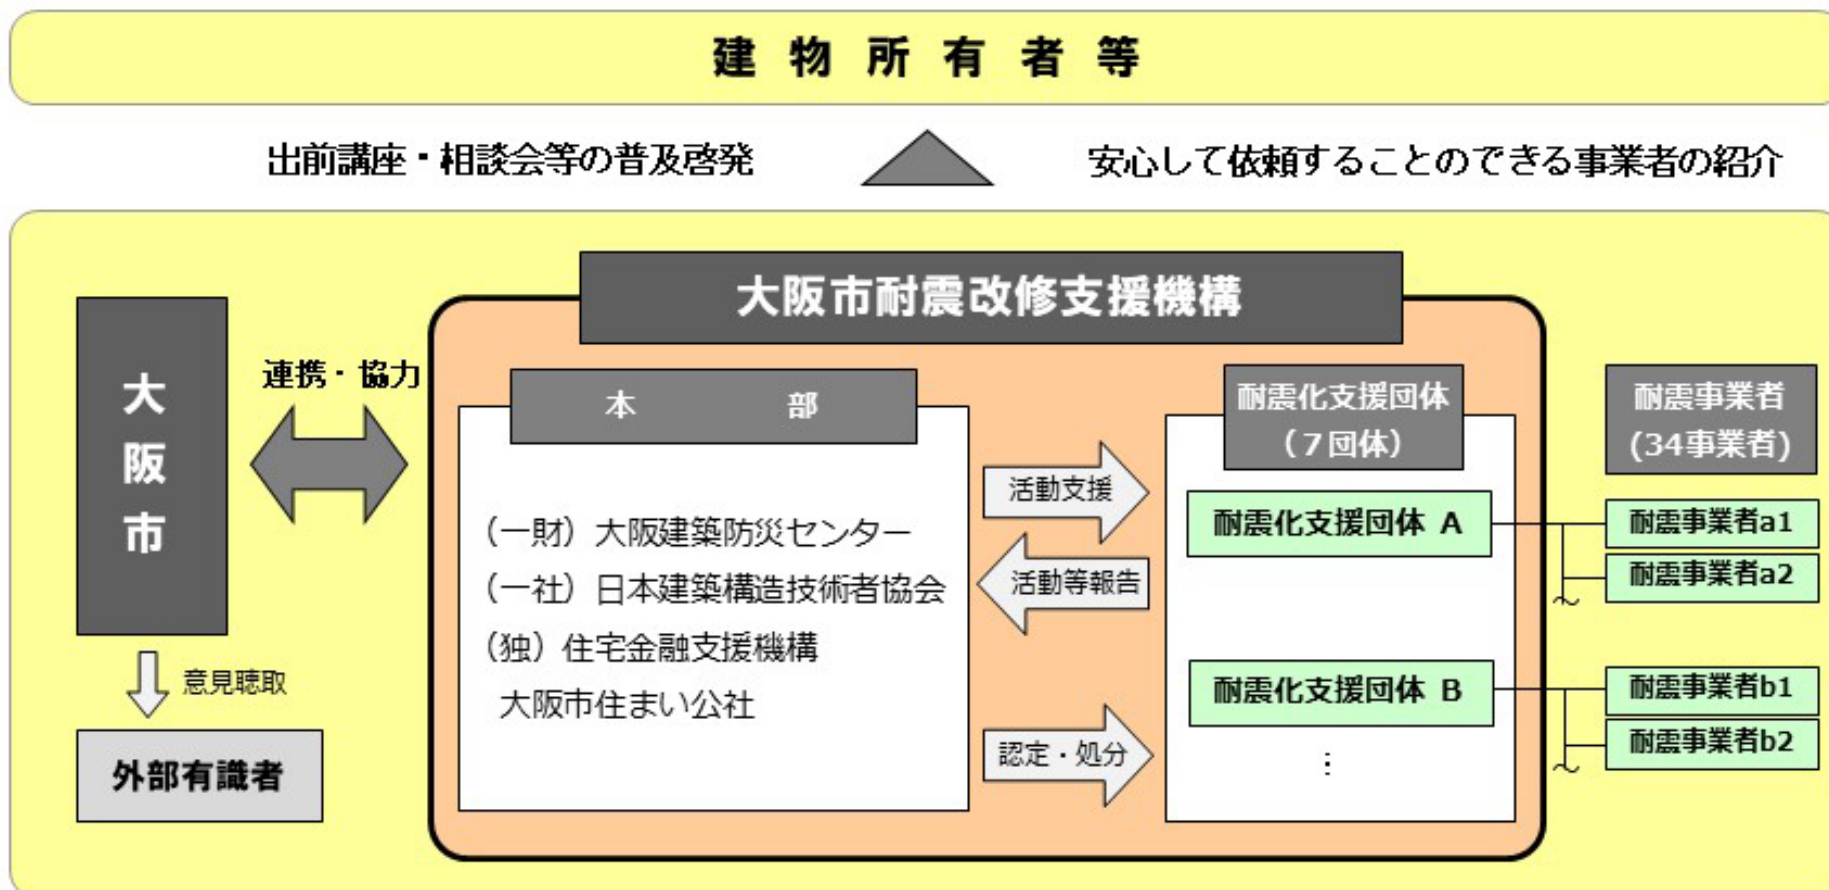 建物所有者等
出前講座・相談会等の普及啓発
安心して依頼することのできる事業者の紹介
大阪市耐震改修支援機構
大阪市
連携・協力
意見聴取
外部有識者
本部
(一財)大阪建築防災センター
(一社)日本建築構造技術者協会
(独)住宅金融支援機構
大阪市住まい公社
活動支援
活動等報告
認定・処分
耐震化支援団体
(7団体)
耐震化支援団体 A
耐震化支援団体 B
⋮
耐震事業者
(34事業者)
耐震事業者a1
耐震事業者a2
耐震事業者b1
耐震事業者b2